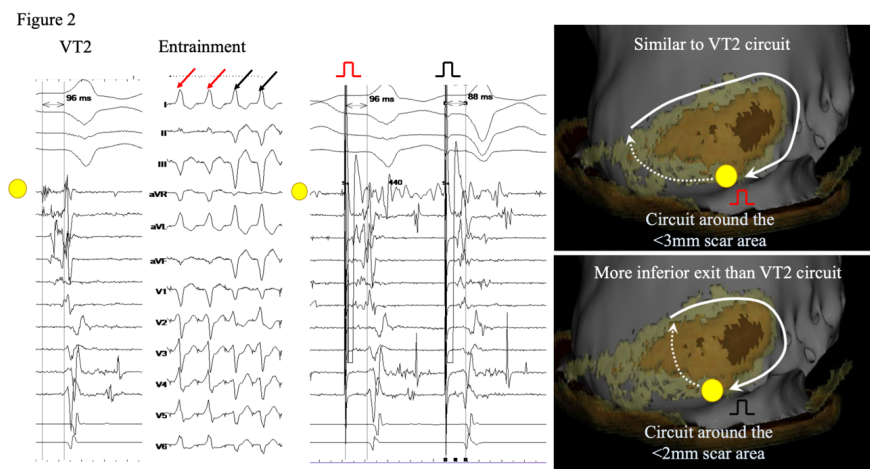 Figure 2
VT2
Entrainment
96 ms
I
II
III
aVR
aVL
aVF
V1
V2
V3
V4
V5
V6
96 ms
88 ms
440
Similar to VT2 circuit
Circuit around the
<3mm scar area
More inferior exit than VT2 circuit
Circuit around the
<2mm scar area